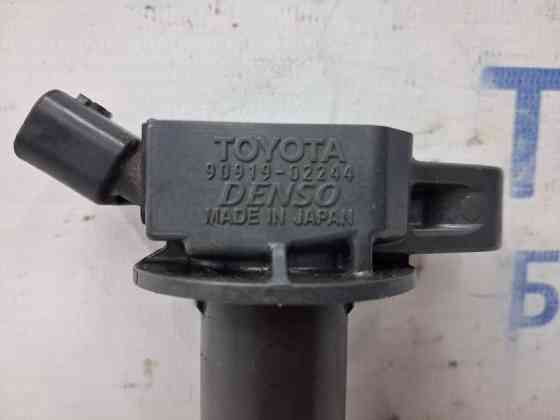 TOYOTA
90919-02244
DENSO
MADE IN JAPAN